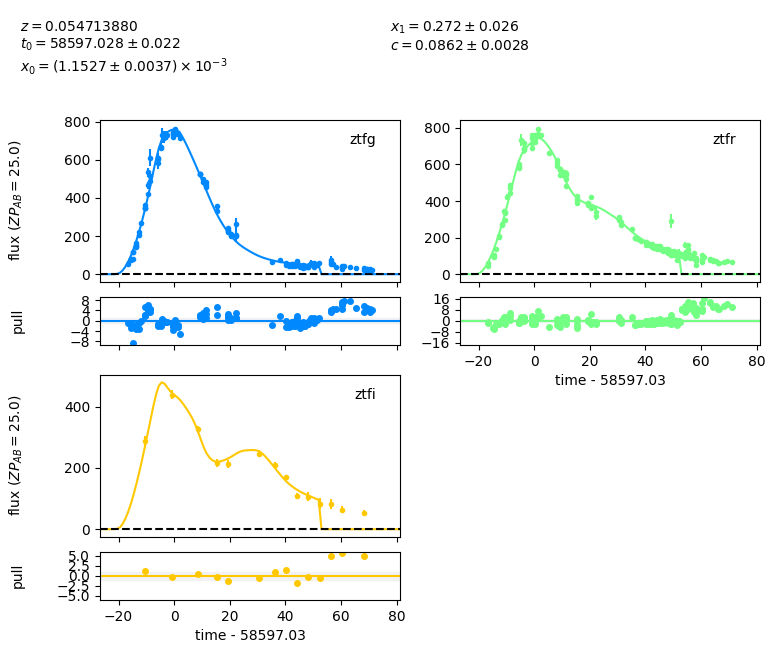 z = 0.054713880
t₀ = 58597.028 ± 0.022
x₀ = (1.1527 ± 0.0037) × 10⁻³
x₁ = 0.272 ± 0.026
c = 0.0862 ± 0.0028
flux (ZP_AB = 25.0)
800
600
400
200
0
ztfg
800
600
400
200
0
ztfr
pull
8
4
0
−4
−8
16
8
0
−8
−16
−20 0 20 40 60 80
time - 58597.03
flux (ZP_AB = 25.0)
400
200
0
ztfi
pull
5.0
2.5
0.0
−2.5
−5.0
−20 0 20 40 60 80
time - 58597.03